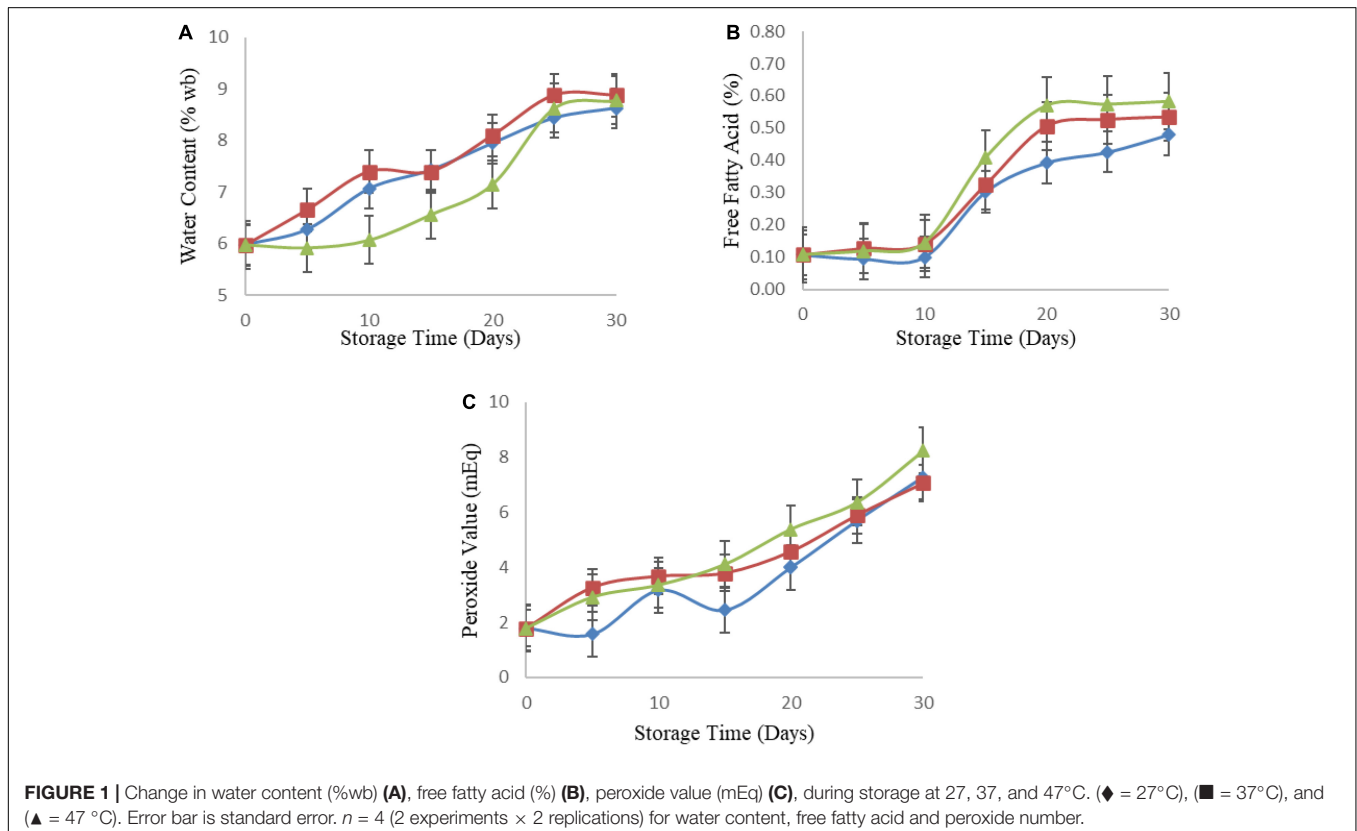 A
10
9
8
7
6
5
Water Content (% wb)
0 10 20 30
Storage Time (Days)
B
0.80
0.70
0.60
0.50
0.40
0.30
0.20
0.10
0.00
Free Fatty Acid (%)
0 10 20 30
Storage Time (Days)
C
10
8
6
4
2
0
Peroxide Value (mEq)
0 10 20 30
Storage Time (Days)
FIGURE 1 | Change in water content (%wb) (A), free fatty acid (%) (B), peroxide value (mEq) (C), during storage at 27, 37, and 47°C. (♦ = 27°C), (■ = 37°C), and
(▲ = 47 °C). Error bar is standard error. n = 4 (2 experiments × 2 replications) for water content, free fatty acid and peroxide number.